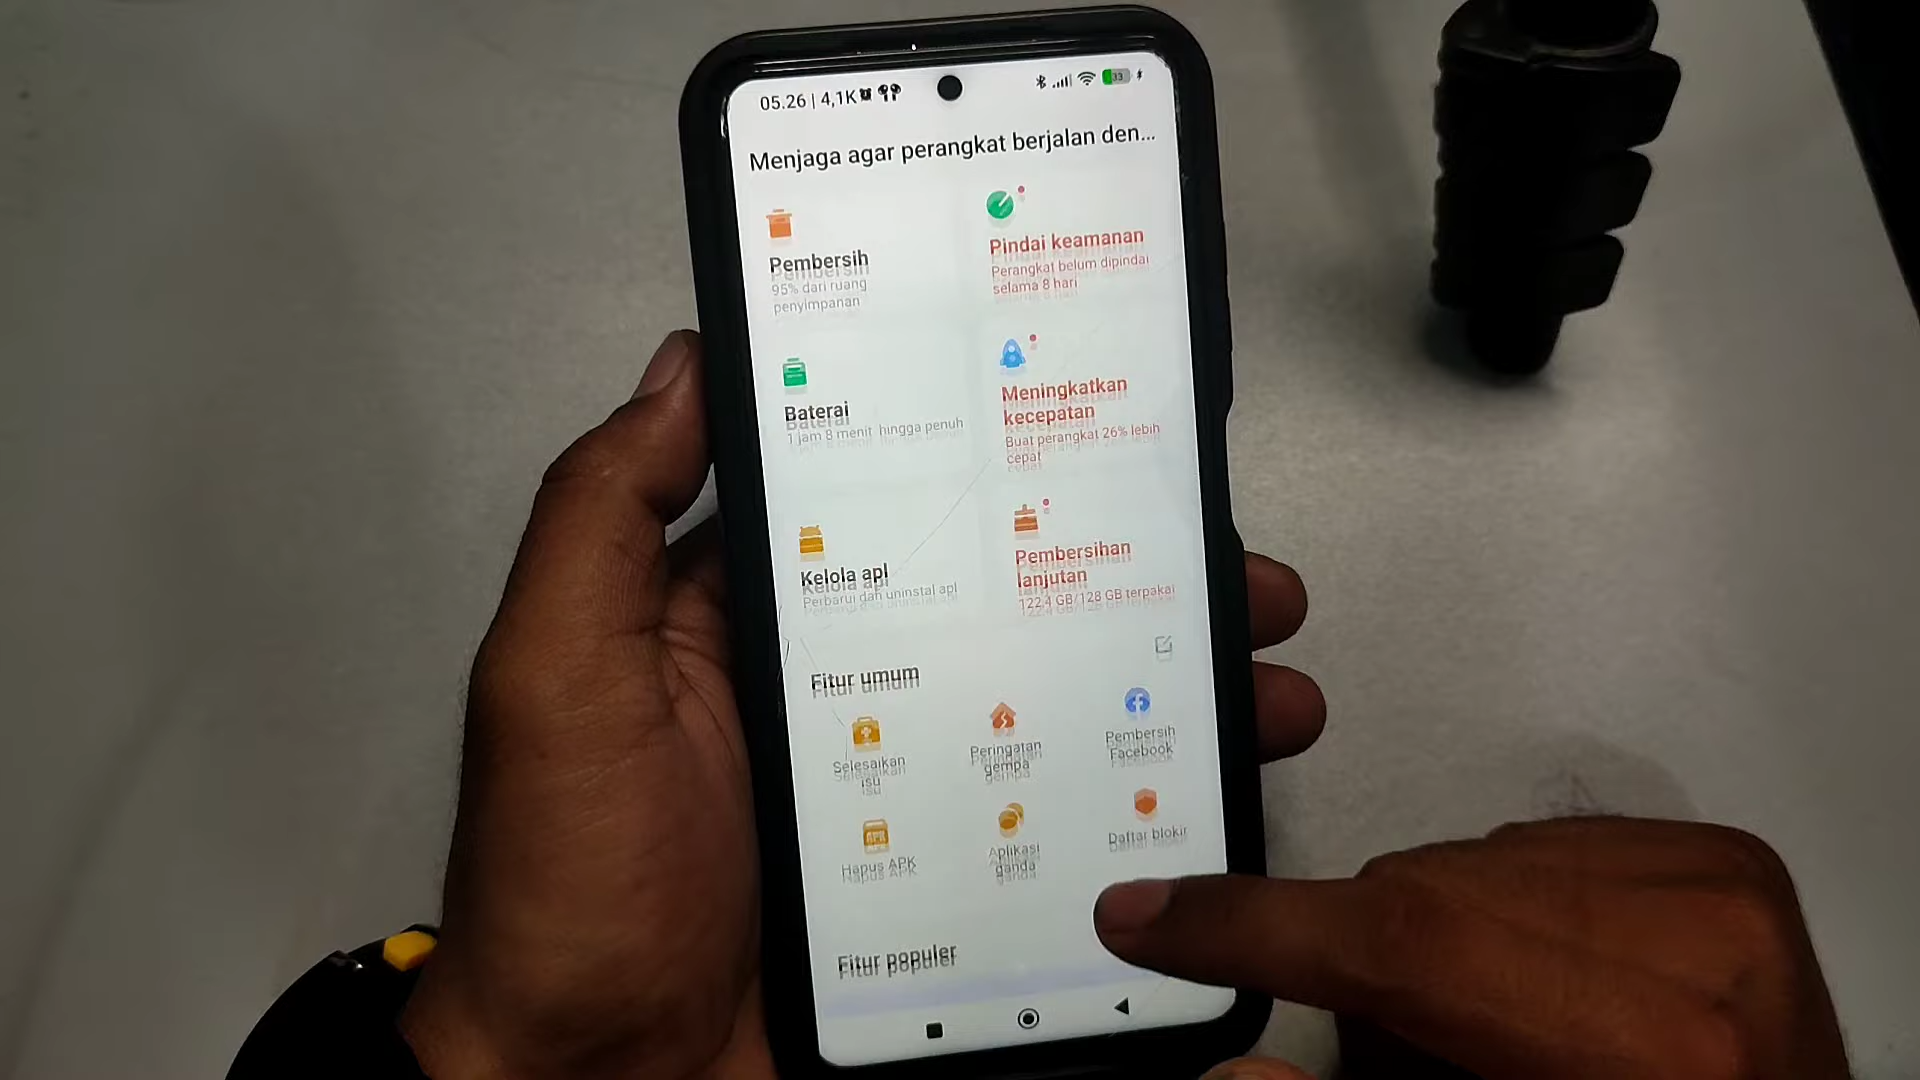 05.26 | 4,1K
33
Menjaga agar perangkat berjalan den...
Pembersih
95% dari ruang
penyimpanan
Pindai keamanan
Perangkat belum dipindai
selama 8 hari
Baterai
1 jam 8 menit hingga penuh
Meningkatkan
kecepatan
Buat perangkat 26% lebih
cepat
Kelola apl
Perbarui dan uninstal apl
Pembersihan
lanjutan
122,4 GB/128 GB terpakai
Fitur umum
Selesaikan
isu
Peringatan
gempa
Pembersih
Facebook
APK
Hapus APK
Aplikasi
ganda
Daftar blokir
Fitur populer